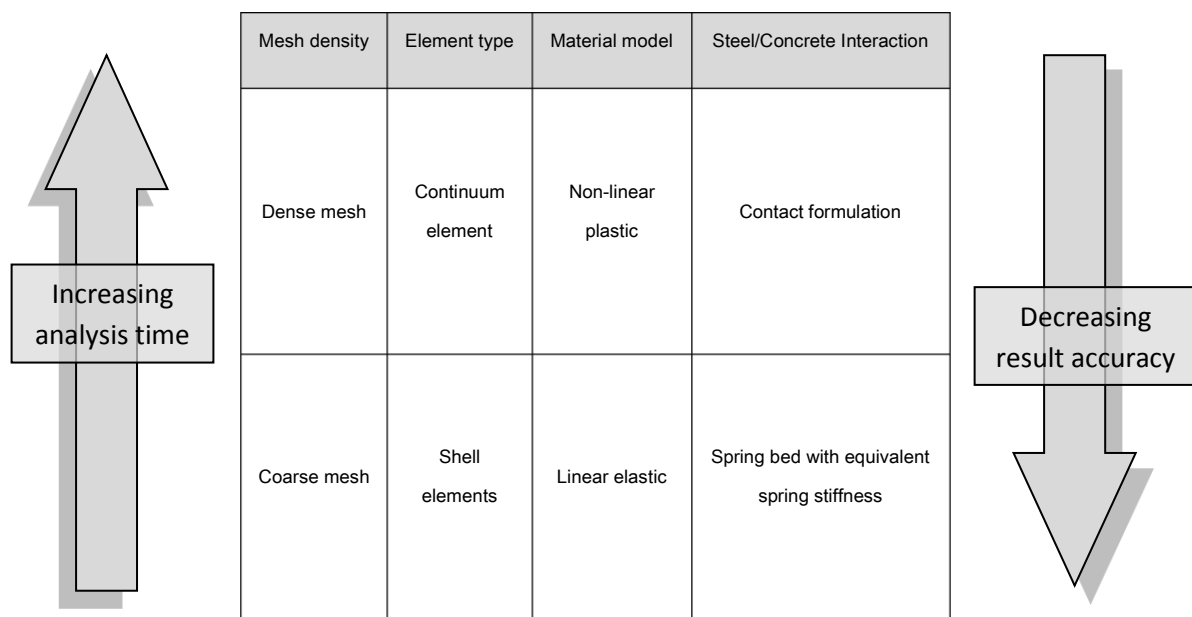 Mesh density
Element type
Material model
Steel/Concrete Interaction
Dense mesh
Continuum
element
Non-linear
plastic
Contact formulation
Coarse mesh
Shell
elements
Linear elastic
Spring bed with equivalent
spring stiffness
Increasing
analysis time
Decreasing
result accuracy